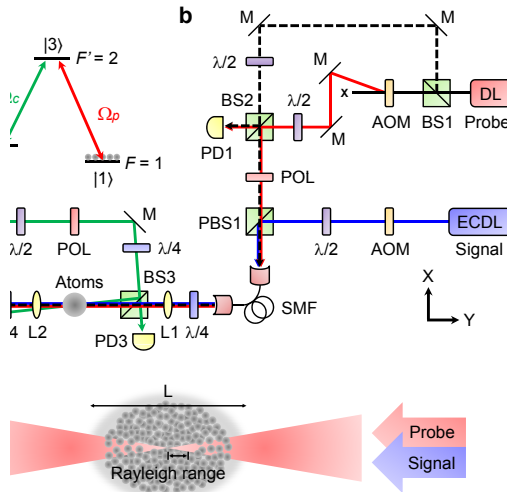 b
|3⟩
F' = 2
Ωp
F = 1
|1⟩
M
M
λ/2
M
BS2
λ/2
x
DL
AOM
BS1
Probe
PD1
M
POL
PBS1
ECDL
λ/2
AOM
Signal
M
λ/2
POL
λ/4
BS3
Atoms
SMF
X
Y
4
L2
L1
λ/4
PD3
L
Rayleigh range
Probe
Signal